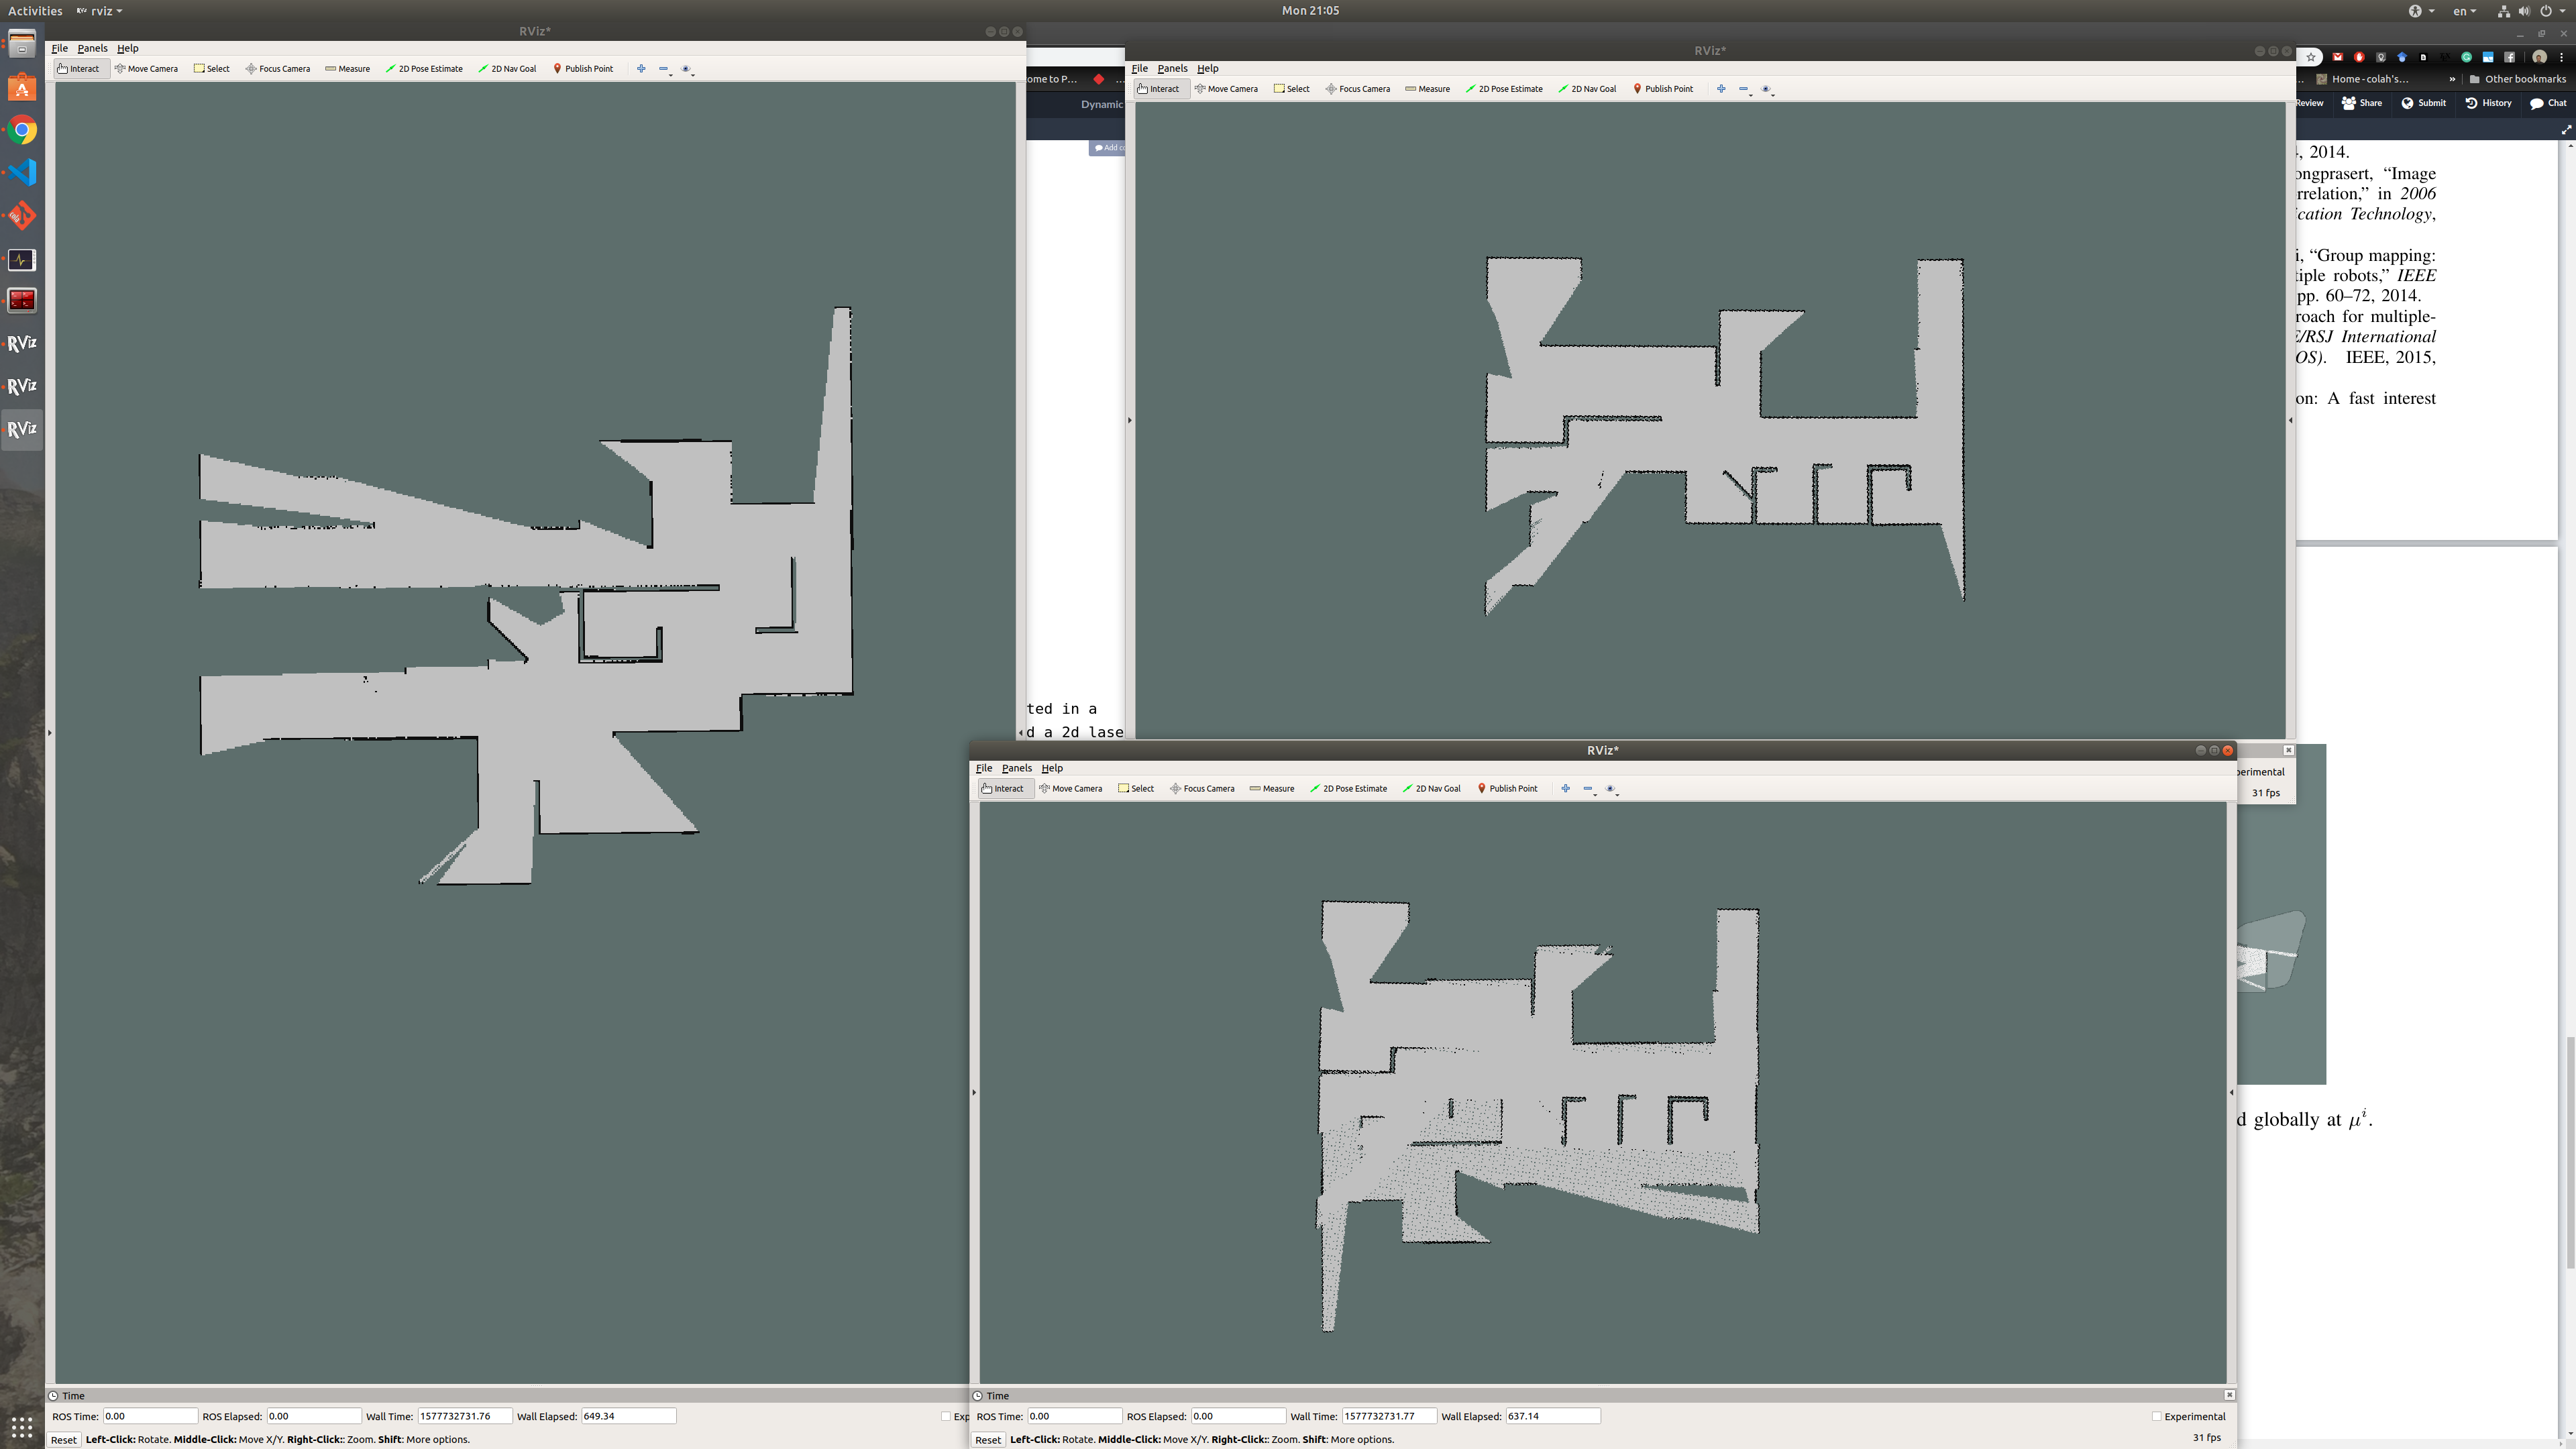 Activities rviz Mon 21:05 en
RViz*
File Panels Help
Interact Move Camera Select Focus Camera Measure 2D Pose Estimate 2D Nav Goal Publish Point
RViz*
File Panels Help
Interact Move Camera Select Focus Camera Measure 2D Pose Estimate 2D Nav Goal Publish Point
ome to P... ...
Dynamic
Add co
... Home - colah's... » Other bookmarks
Review Share Submit History Chat
, 2014.
ongprasert, “Image
rrelation,” in 2006
ication Technology,
i, “Group mapping:
tiple robots,” IEEE
pp. 60–72, 2014.
roach for multiple-
E/RSJ International
OS). IEEE, 2015,
on: A fast interest
RViz
RViz
RViz
ted in a
d a 2d lase
RViz*
File Panels Help
Interact Move Camera Select Focus Camera Measure 2D Pose Estimate 2D Nav Goal Publish Point
perimental
31 fps
d globally at μⁱ.
Time
ROS Time: 0.00 ROS Elapsed: 0.00 Wall Time: 1577732731.76 Wall Elapsed: 649.34 Exp
Reset Left-Click: Rotate. Middle-Click: Move X/Y. Right-Click:: Zoom. Shift: More options.
Time
ROS Time: 0.00 ROS Elapsed: 0.00 Wall Time: 1577732731.77 Wall Elapsed: 637.14 Experimental
Reset Left-Click: Rotate. Middle-Click: Move X/Y. Right-Click:: Zoom. Shift: More options. 31 fps